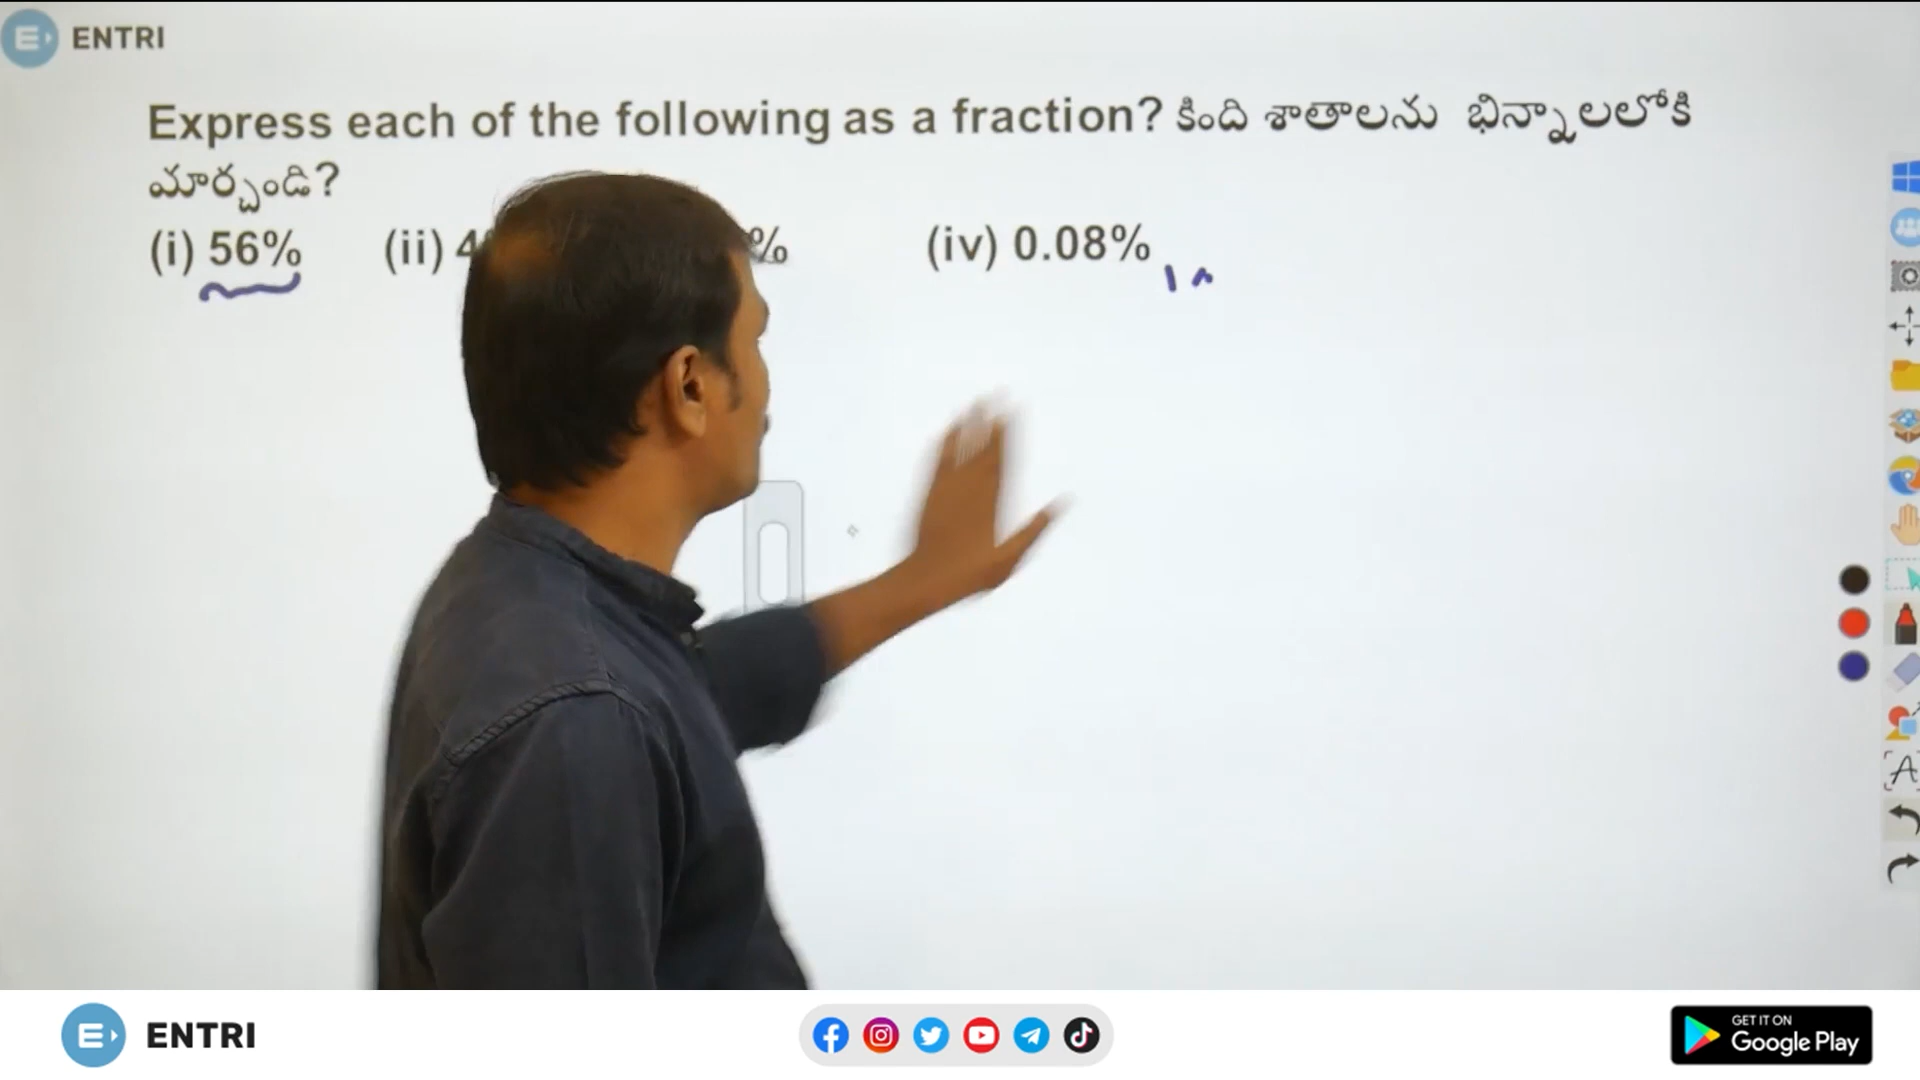 ENTRI
Express each of the following as a fraction? కింది శాతాలను భిన్నాలలోకి
మార్చండి?
(i) 56% (ii) % (iv) 0.08%
ENTRI
GET IT ON
Google Play